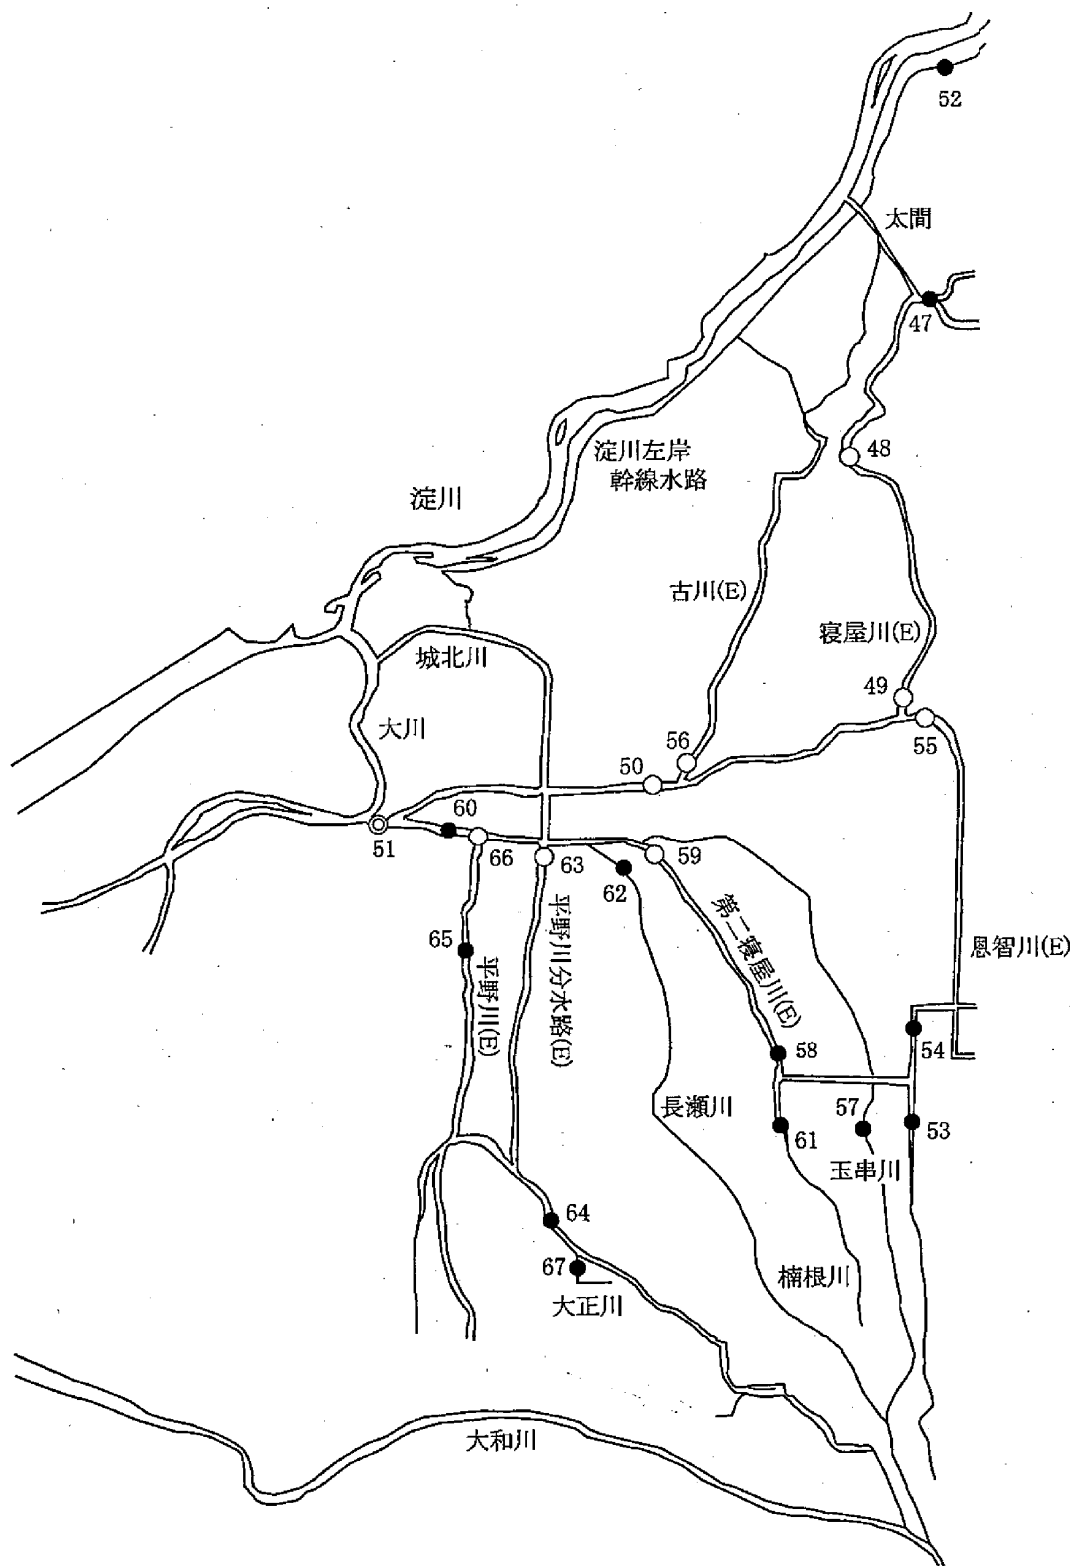 52
太間
47
淀川左岸
幹線水路
48
淀川
古川(E)
寝屋川(E)
城北川
49
大川
56
55
50
60
51
66
63
62
59
65
平野川(E)
平野川分水路(E)
第二寝屋川(E)
恩智川(E)
58
54
長瀬川
57
61
53
玉串川
64
67
楠根川
大正川
大和川